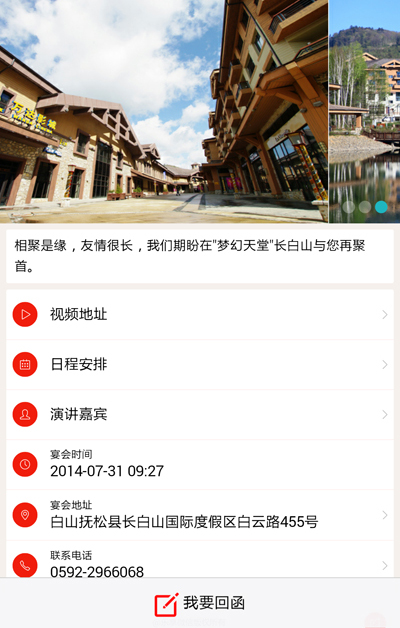 万达影城
相聚是缘，友情很长，我们期盼在"梦幻天堂"长白山与您再聚
首。
视频地址
日程安排
演讲嘉宾
宴会时间
2014-07-31 09:27
宴会地址
白山抚松县长白山国际度假区白云路455号
联系电话
0592-2966068
我要回函